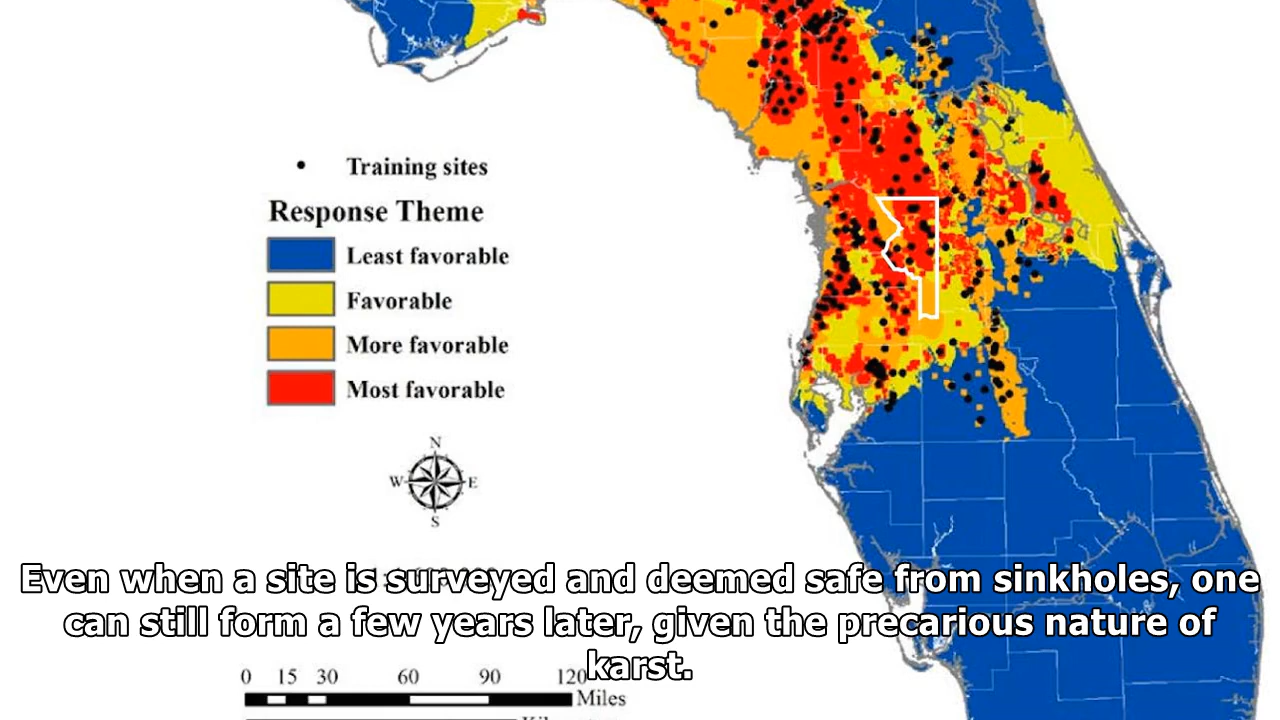 Training sites
Response Theme
Least favorable
Favorable
More favorable
Most favorable
N
W E
S
Even when a site is surveyed and deemed safe from sinkholes, one
can still form a few years later, given the precarious nature of
karst.
0 15 30 60 90 120
Miles